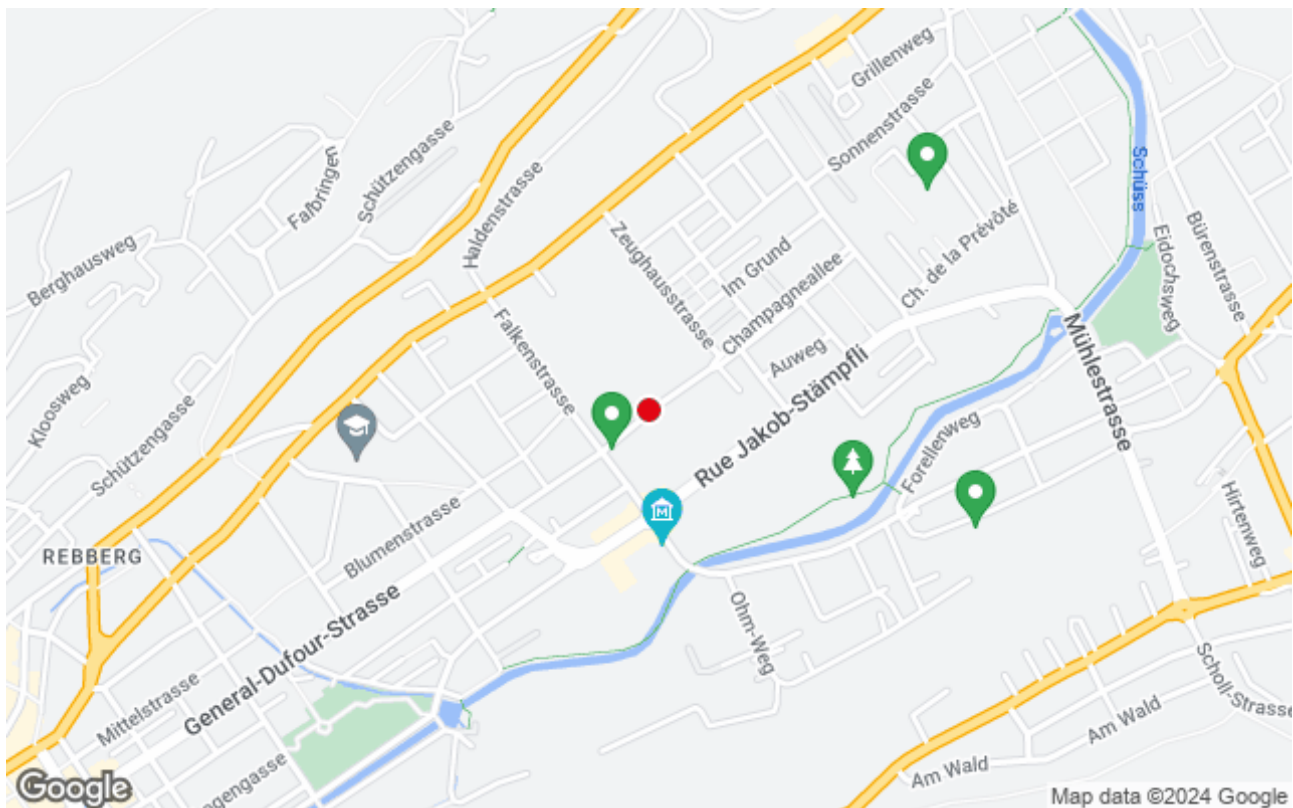 Grillenweg
Sonnenstrasse
Schüss
Falbringen
Schützengasse
Haldenstrasse
Zeughausstrasse
Im Grund
Ch. de la Prévôté
Eidochsweg
Bürenstrasse
Berghausweg
Champagneallee
Falkenstrasse
Auweg
Mühlestrasse
Kloosweg
Schützengasse
Rue Jakob-Stämpfli
Forellenweg
Hirtenweg
REBBERG
Blumenstrasse
M
General-Dufour-Strasse
Ohm-Weg
Scholl-Strasse
Mittelstrasse
Am Wald
Am Wald
Google
Map data ©2024 Google